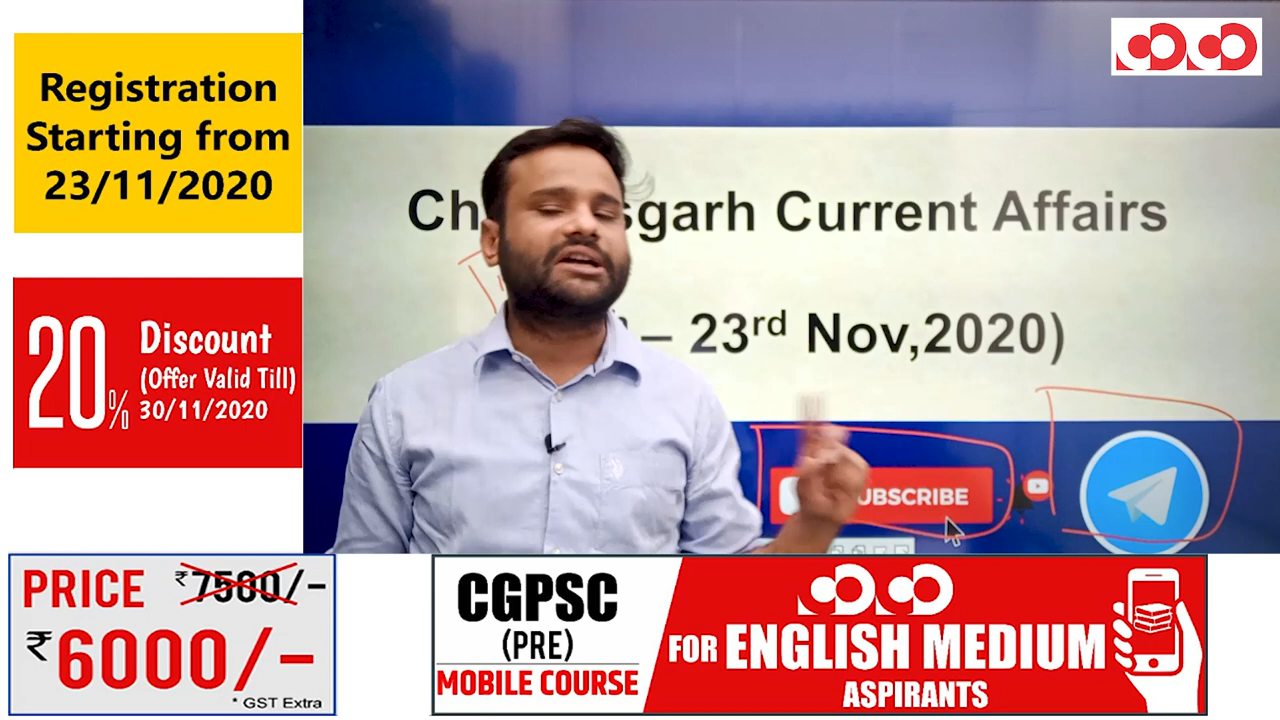 Registration
Starting from
23/11/2020
20% Discount
(Offer Valid Till)
30/11/2020
PRICE ₹7500/-
₹6000/-
* GST Extra
Ch sgarh Current Affairs
– 23rd Nov,2020)
UBSCRIBE
CGPSC
(PRE)
MOBILE COURSE
FOR ENGLISH MEDIUM
ASPIRANTS